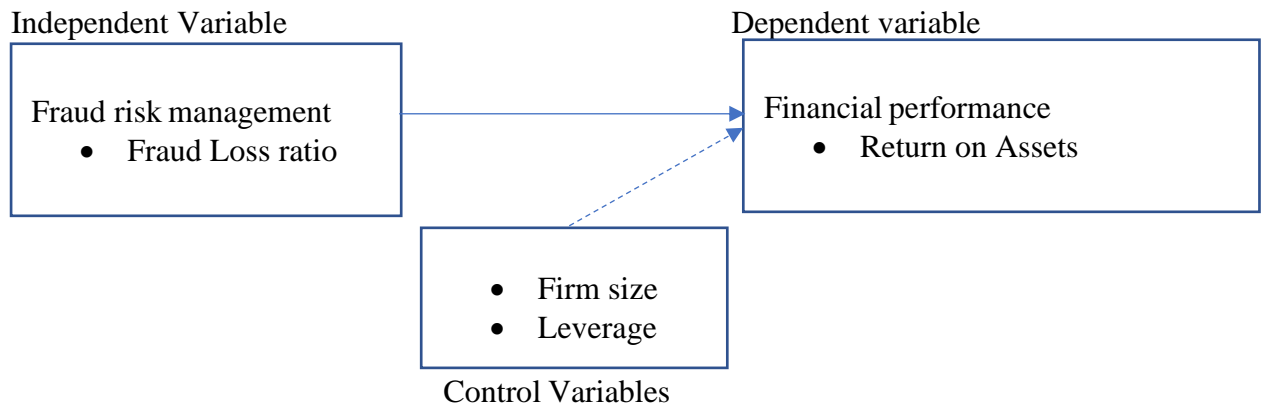 Independent Variable
Dependent variable
Fraud risk management
• Fraud Loss ratio
Financial performance
• Return on Assets
• Firm size
• Leverage
Control Variables